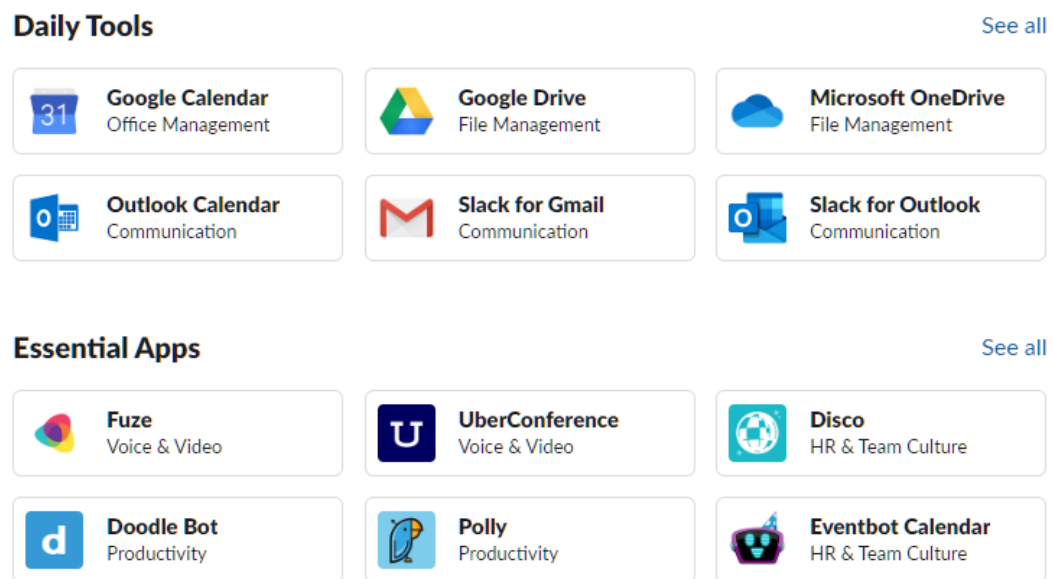 Daily Tools
See all
31
Google Calendar
Office Management
Google Drive
File Management
Microsoft OneDrive
File Management
O
Outlook Calendar
Communication
Slack for Gmail
Communication
O
Slack for Outlook
Communication
Essential Apps
See all
Fuze
Voice & Video
U
UberConference
Voice & Video
Disco
HR & Team Culture
d
Doodle Bot
Productivity
Polly
Productivity
Eventbot Calendar
HR & Team Culture